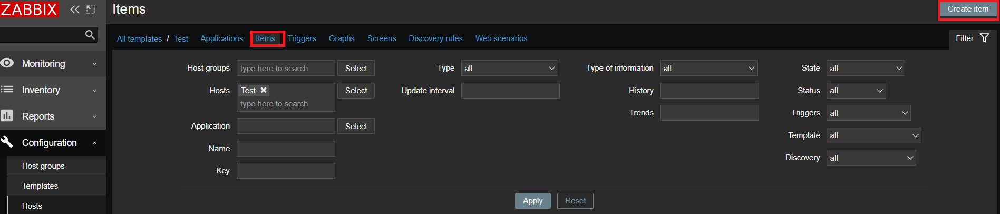 ZABBIX
Items
Create item
All templates / Test Applications Items Triggers Graphs Screens Discovery rules Web scenarios
Filter
Monitoring
Inventory
Reports
Configuration
Host groups
Templates
Hosts
Host groups type here to search Select
Hosts Test ✖ Select
type here to search
Application Select
Name
Key
Type all
Update interval
Type of information all
History
Trends
State all
Status all
Triggers all
Template all
Discovery all
Apply Reset